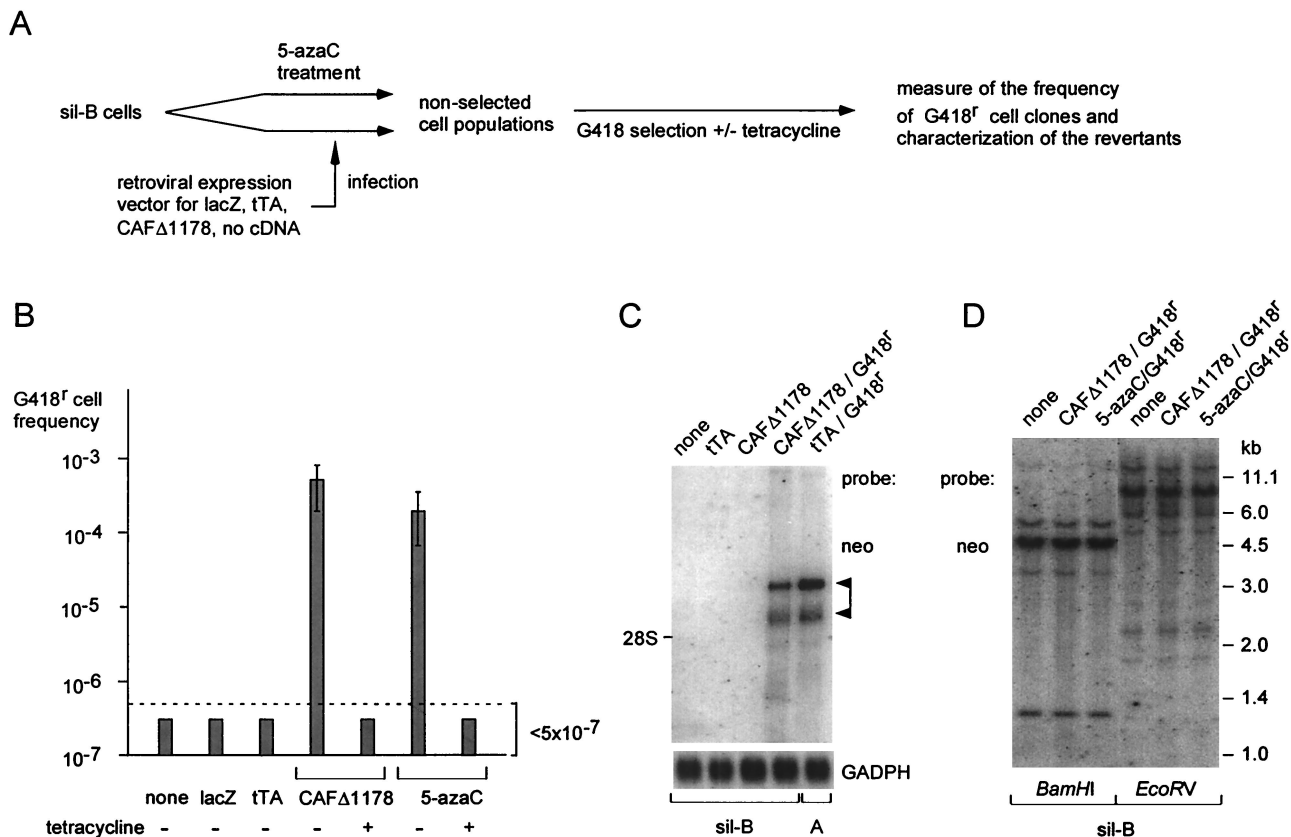 A
5-azaC
treatment
sil-B cells
non-selected
cell populations
G418 selection +/- tetracycline
measure of the frequency
of G418ʳ cell clones and
characterization of the revertants
retroviral expression
vector for lacZ, tTA,
CAFΔ1178, no cDNA
infection
B
G418ʳ cell
frequency
10⁻³
10⁻⁴
10⁻⁵
10⁻⁶
10⁻⁷
<5x10⁻⁷
none lacZ tTA CAFΔ1178 5-azaC
tetracycline - - - - + - +
C
none
tTA
CAFΔ1178
CAFΔ1178 / G418ʳ
tTA / G418ʳ
probe:
neo
28S
GADPH
sil-B A
D
none
CAFΔ1178 / G418ʳ
5-azaC/G418ʳ
none
CAFΔ1178 / G418ʳ
5-azaC/G418ʳ
probe:
neo
kb
11.1
6.0
4.5
3.0
2.0
1.4
1.0
BamHI EcoRV
sil-B